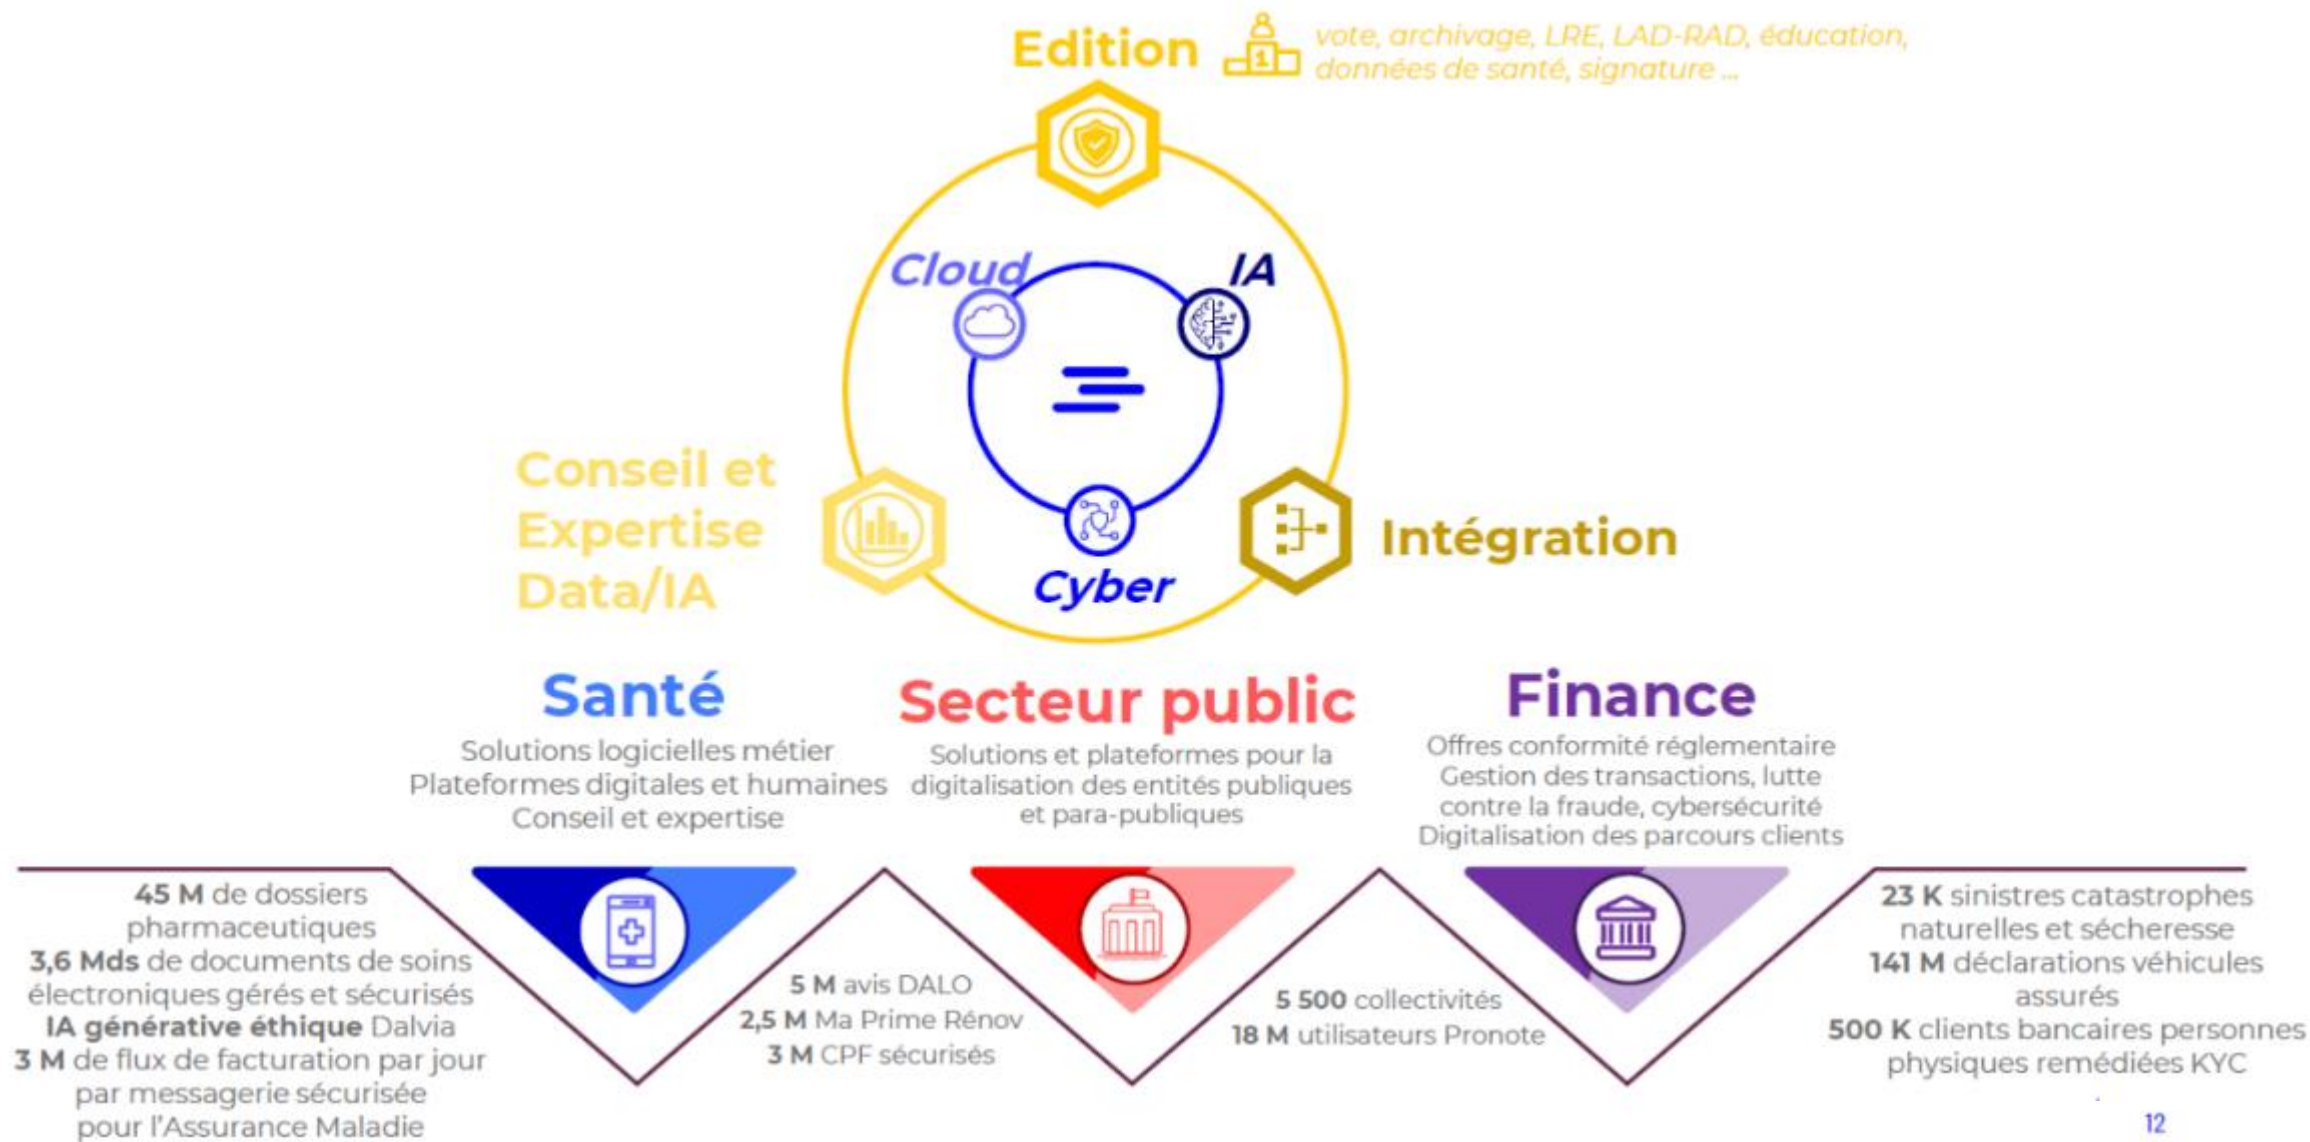 Edition
vote, archivage, LRE, LAD-RAD, éducation,
données de santé, signature ...
1
Cloud
IA
Cyber
Conseil et
Expertise
Data/IA
Intégration
Santé
Solutions logicielles métier
Plateformes digitales et humaines
Conseil et expertise
Secteur public
Solutions et plateformes pour la
digitalisation des entités publiques
et para-publiques
Finance
Offres conformité réglementaire
Gestion des transactions, lutte
contre la fraude, cybersécurité
Digitalisation des parcours clients
45 M de dossiers
pharmaceutiques
3,6 Mds de documents de soins
électroniques gérés et sécurisés
IA générative éthique Dalvia
3 M de flux de facturation par jour
par messagerie sécurisée
pour l'Assurance Maladie
5 M avis DALO
2,5 M Ma Prime Rénov
3 M CPF sécurisés
5 500 collectivités
18 M utilisateurs Pronote
23 K sinistres catastrophes
naturelles et sécheresse
141 M déclarations véhicules
assurés
500 K clients bancaires personnes
physiques remédiées KYC
12